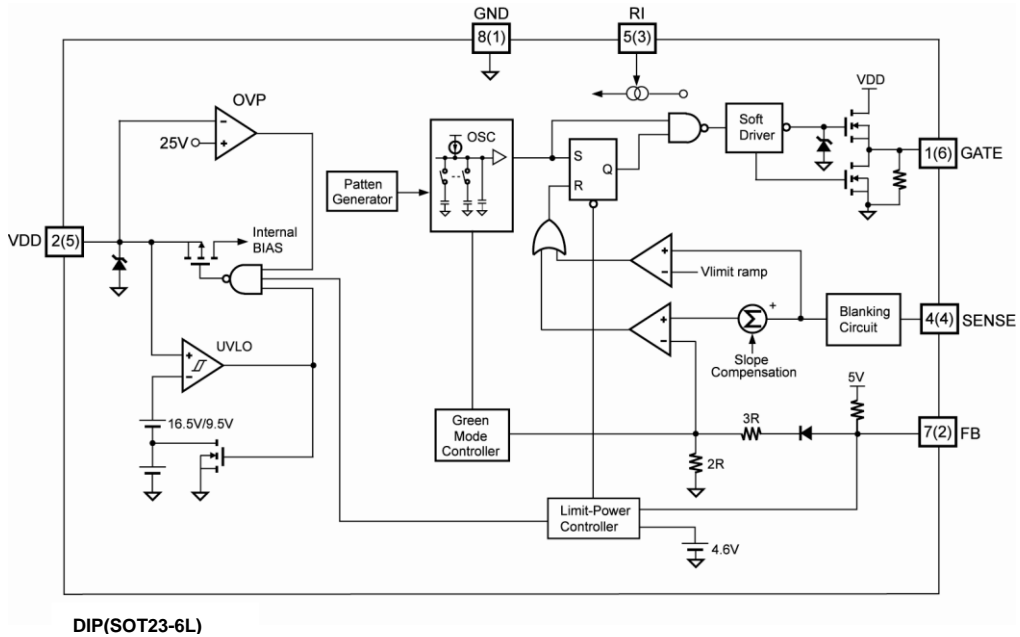 GND
8(1)
RI
5(3)
VDD
OVP
25V
OSC
Soft
Driver
1(6)
GATE
S
Q
R
Patten
Generator
VDD
2(5)
Internal
BIAS
+
−
Vlimit ramp
+
Σ
Blanking
Circuit
4(4)
SENSE
Slope
Compensation
UVLO
16.5V/9.5V
5V
Green
Mode
Controller
3R
7(2)
FB
2R
Limit-Power
Controller
4.6V
DIP(SOT23-6L)